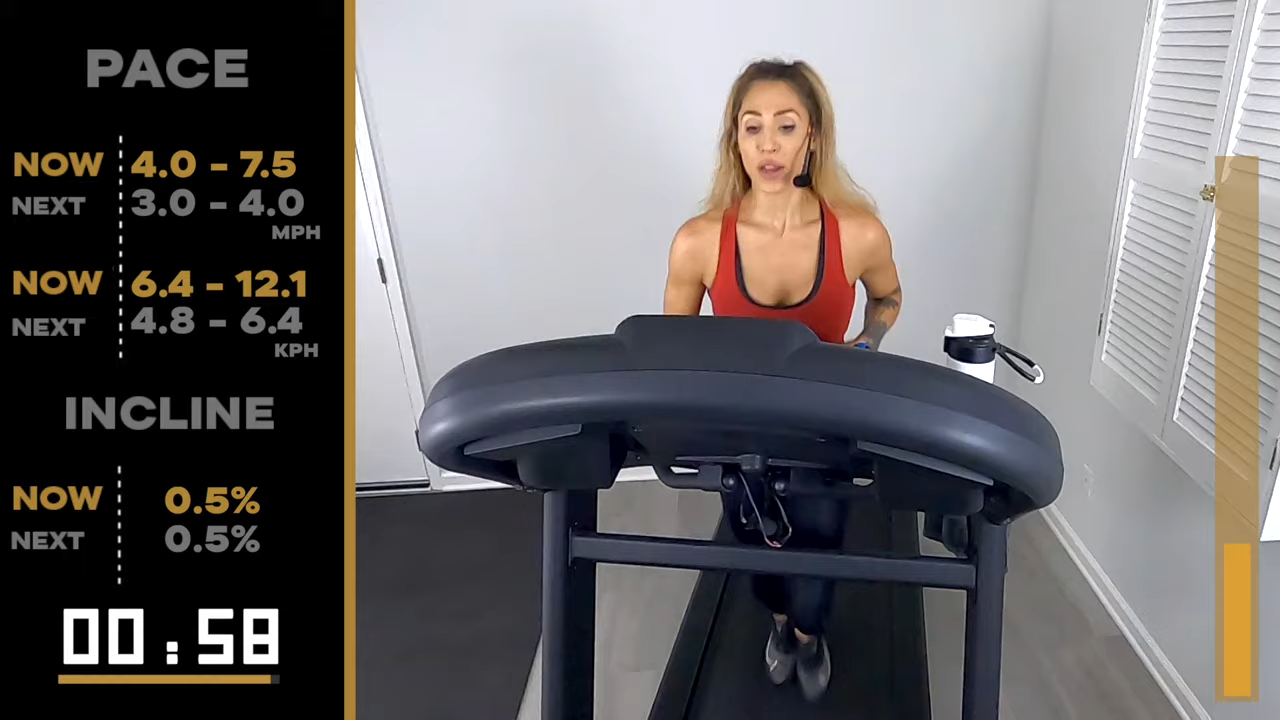 PACE
NOW 4.0 - 7.5
NEXT 3.0 - 4.0
MPH
NOW 6.4 - 12.1
NEXT 4.8 - 6.4
KPH
INCLINE
NOW 0.5%
NEXT 0.5%
00:58